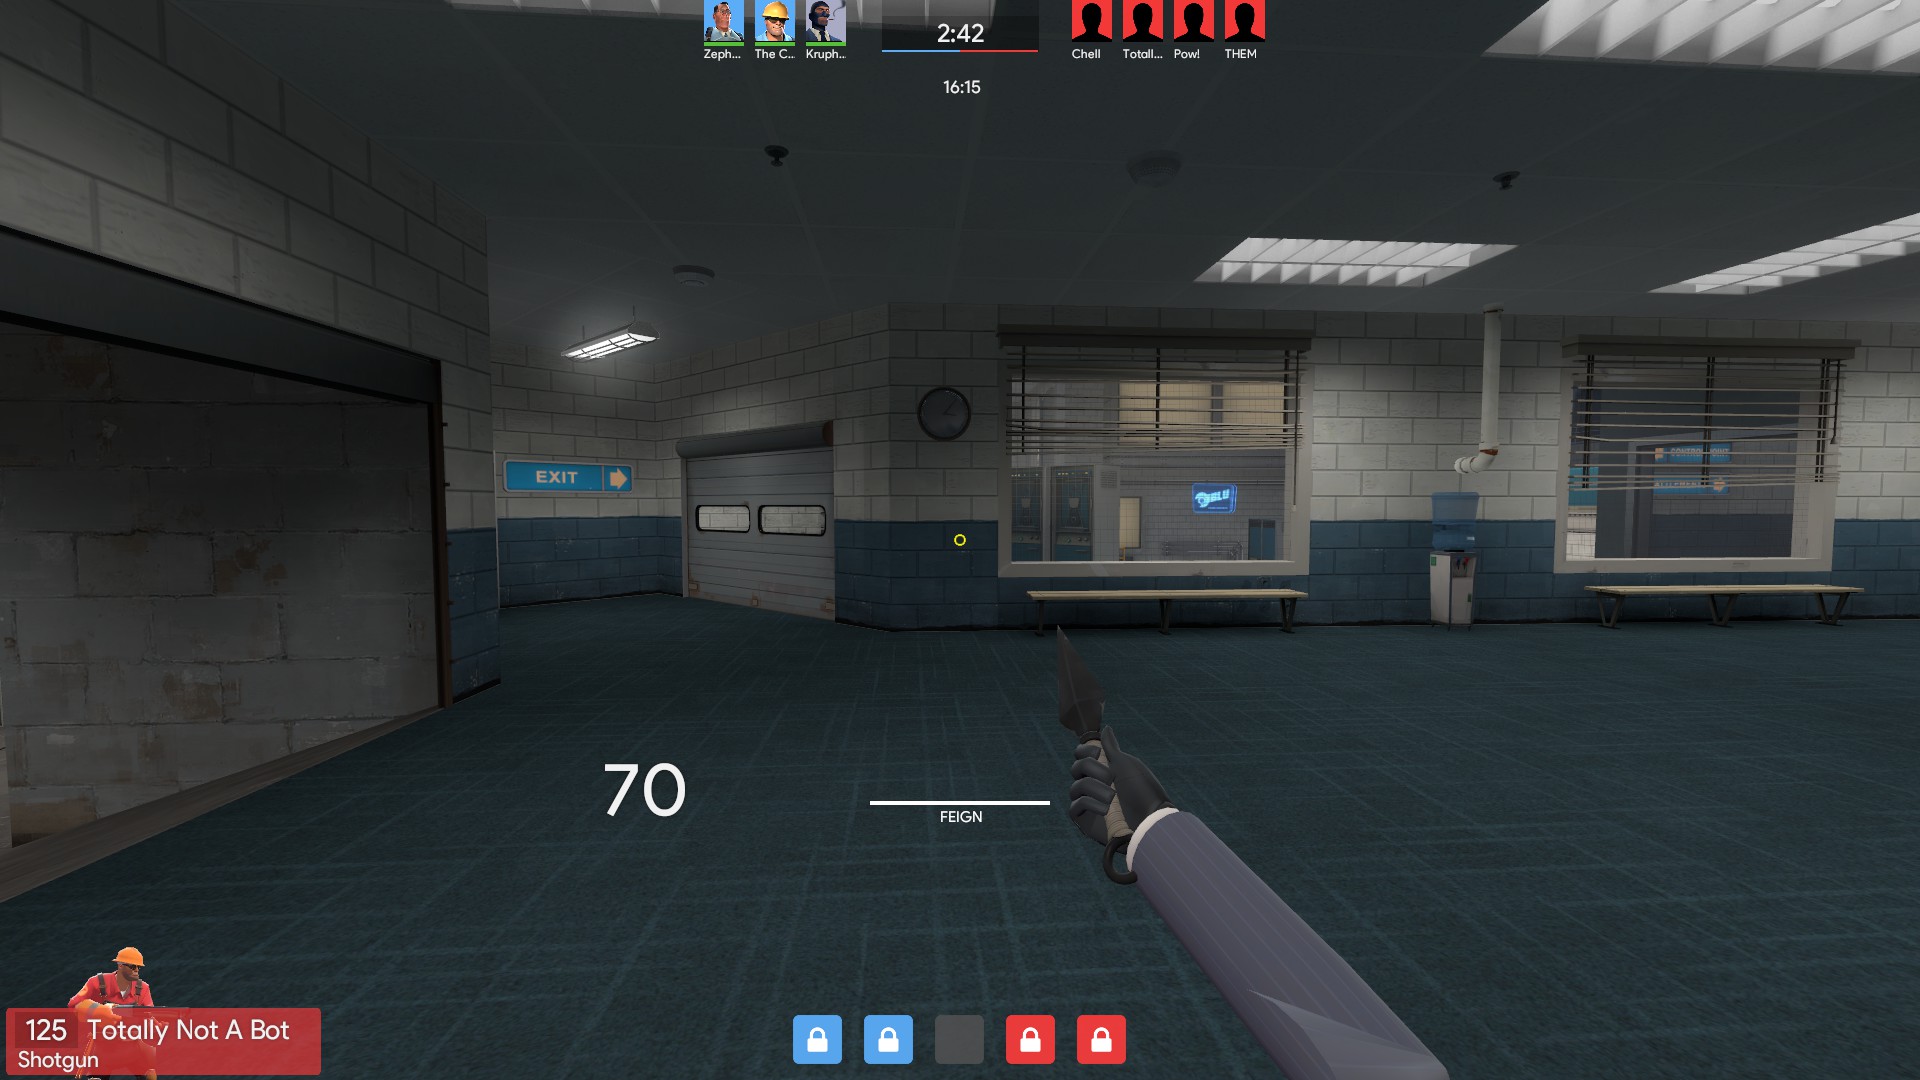 2:42
Zeph...
The C...
Kruph...
Chell
Totall...
Pow!
THEM
16:15
EXIT
BLU
70
FEIGN
125 Totally Not A Bot
Shotgun